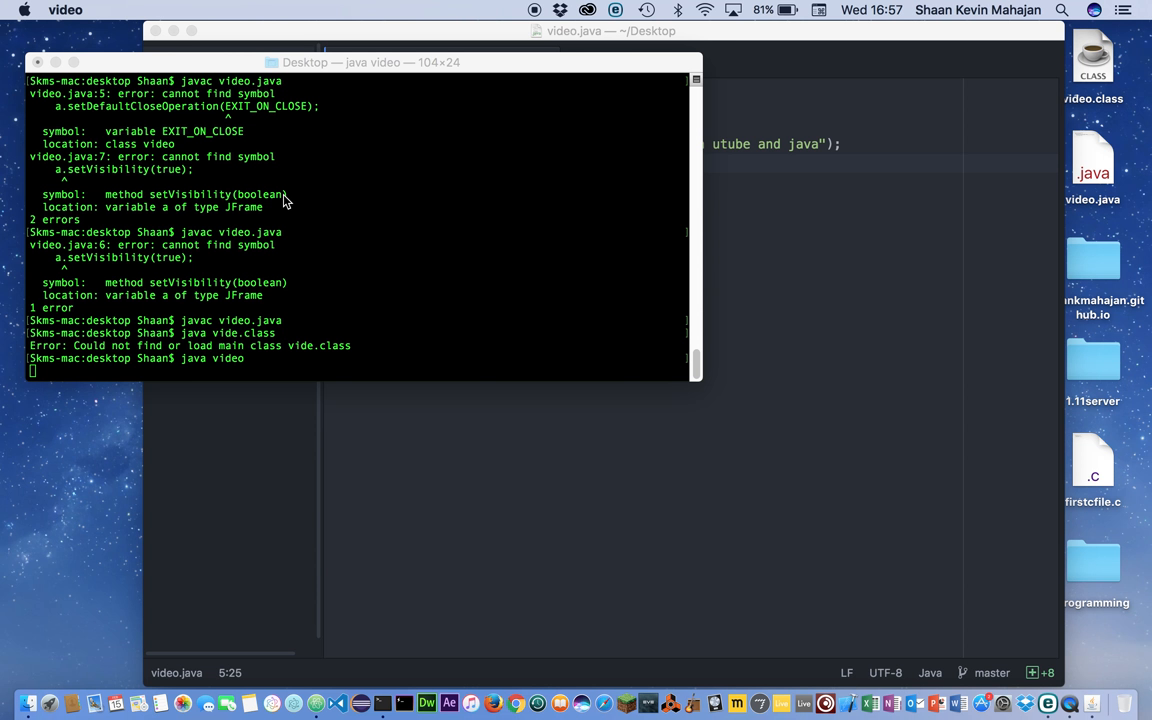 video
81%
Wed 16:57
Shaan Kevin Mahajan
video.java — ~/Desktop
Desktop — java video — 104×24
[Skms-mac:desktop Shaan$ javac video.java ]
video.java:5: error: cannot find symbol
a.setDefaultCloseOperation(EXIT_ON_CLOSE);
^
symbol:   variable EXIT_ON_CLOSE
location: class video
video.java:7: error: cannot find symbol
a.setVisibility(true);
^
symbol:   method setVisibility(boolean)
location: variable a of type JFrame
2 errors
[Skms-mac:desktop Shaan$ javac video.java ]
video.java:6: error: cannot find symbol
a.setVisibility(true);
^
symbol:   method setVisibility(boolean)
location: variable a of type JFrame
1 error
[Skms-mac:desktop Shaan$ javac video.java ]
[Skms-mac:desktop Shaan$ java vide.class ]
Error: Could not find or load main class vide.class
[Skms-mac:desktop Shaan$ java video
utube and java");
CLASS
video.class
.java
video.java
nkmahajan.git
hub.io
1.11server
.c
firstcfile.c
rogramming
video.java 5:25
LF UTF-8 Java master +8
15
Dw
Ae
EV3
m
Live
Live